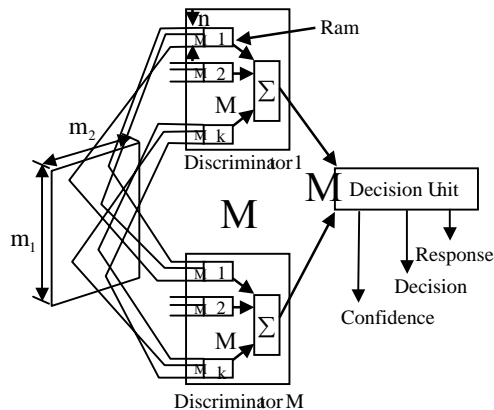 n
Ram
M 1
M 2
M
M k
Σ
Discriminator 1
m2
m1
M
M
Decision Unit
Response
Decision
Confidence
M 1
M 2
M
M k
Σ
Discriminator M